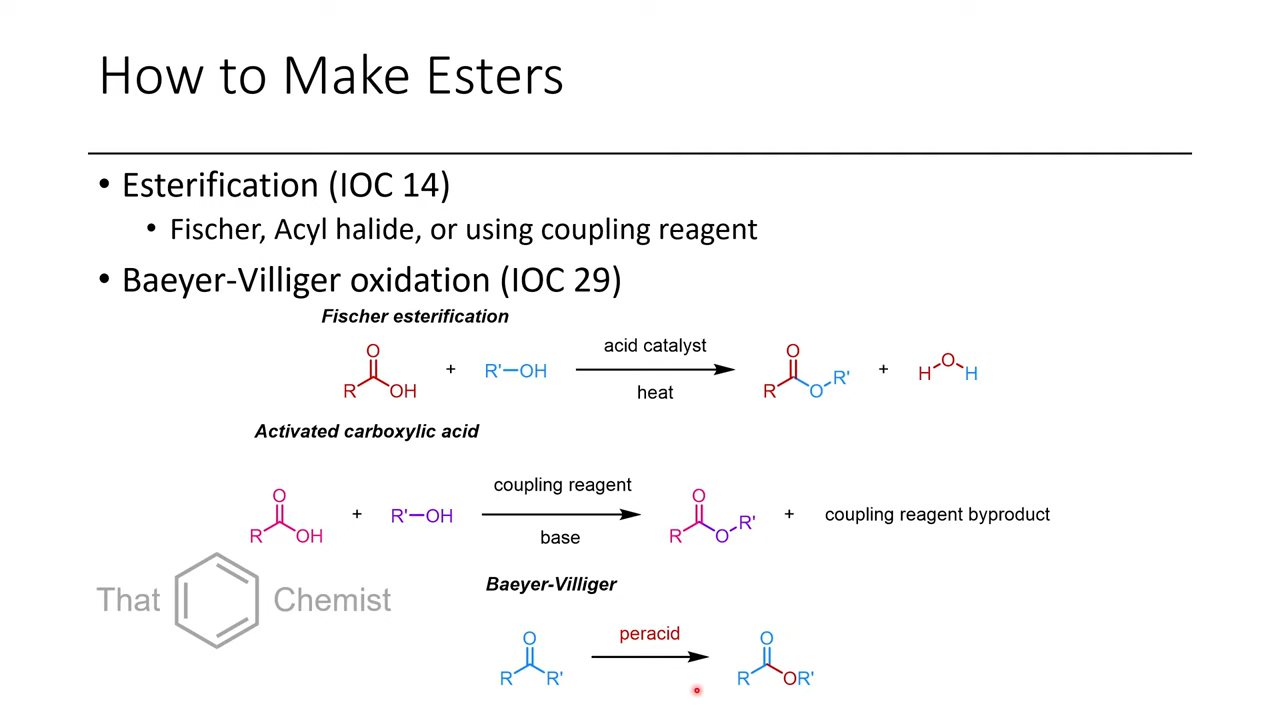 How to Make Esters
• Esterification (IOC 14)
• Fischer, Acyl halide, or using coupling reagent
• Baeyer-Villiger oxidation (IOC 29)
Fischer esterification
O
R OH + R'—OH acid catalyst heat O R O R' + H O H
Activated carboxylic acid
O
R OH + R'—OH coupling reagent base O R O R' + coupling reagent byproduct
That Chemist
Baeyer-Villiger
O
R R' peracid O R OR'